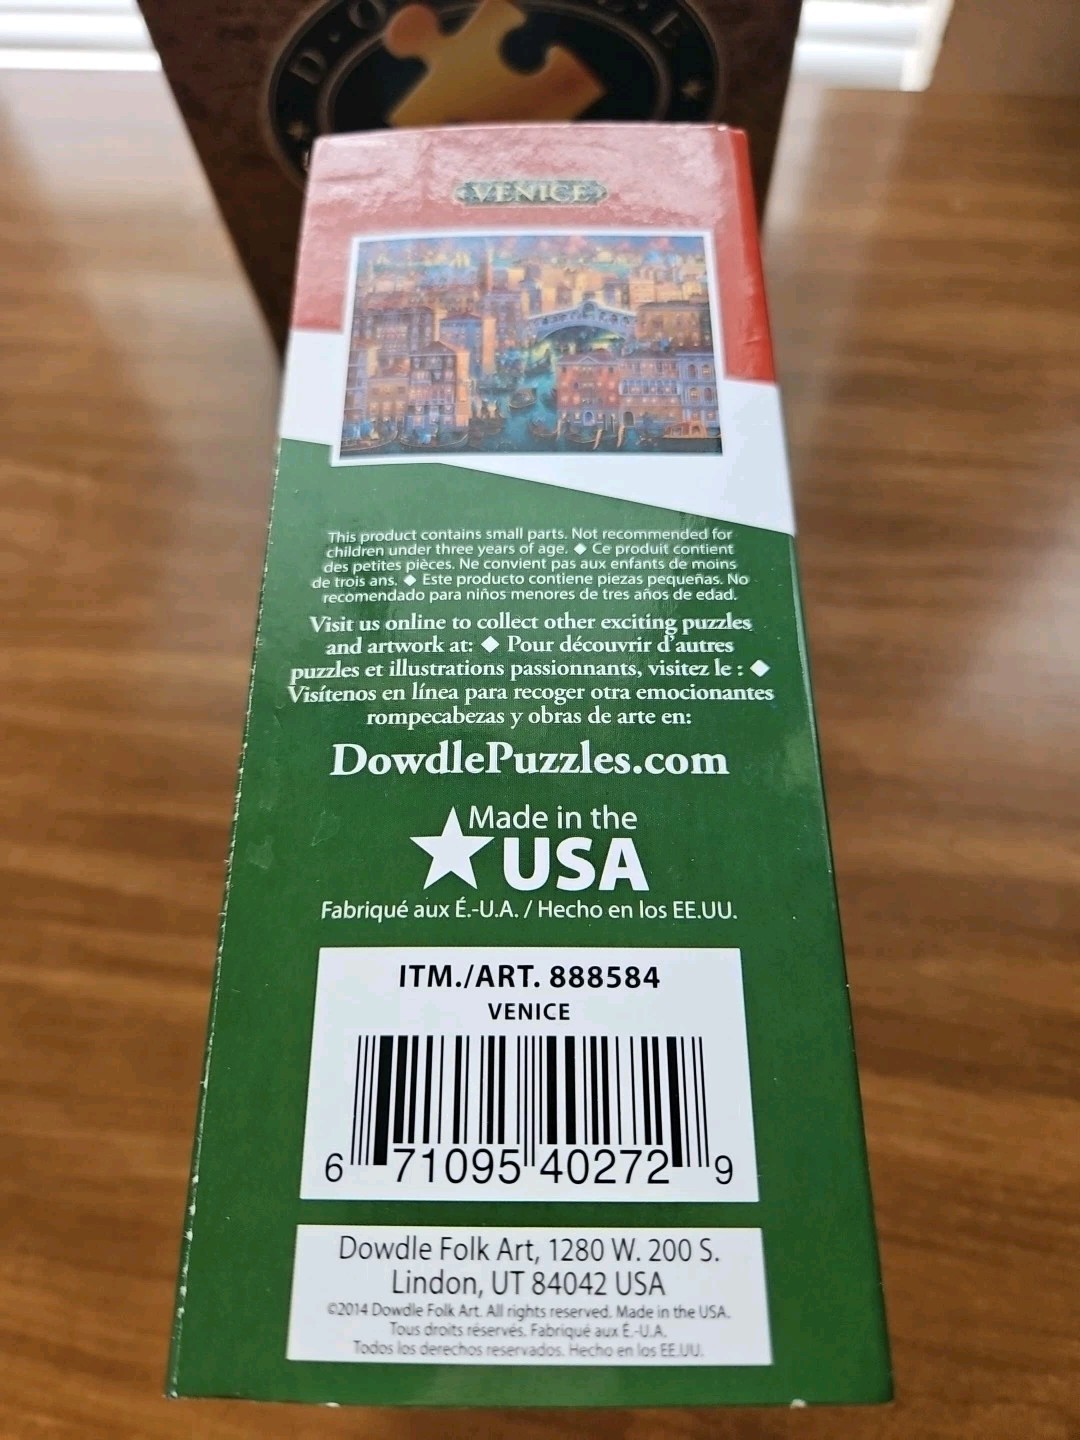 D·O W D L E
VENICE
This product contains small parts. Not recommended for
children under three years of age. ◆ Ce produit contient
des petites pièces. Ne convient pas aux enfants de moins
de trois ans. ◆ Este producto contiene piezas pequeñas. No
recomendado para niños menores de tres años de edad.
Visit us online to collect other exciting puzzles
and artwork at: ◆ Pour découvrir d'autres
puzzles et illustrations passionnants, visitez le : ◆
Visítenos en línea para recoger otra emocionantes
rompecabezas y obras de arte en:
DowdlePuzzles.com
Made in the
USA
Fabriqué aux É.-U.A. / Hecho en los EE.UU.
ITM./ART. 888584
VENICE
6 71095 40272 9
Dowdle Folk Art, 1280 W. 200 S.
Lindon, UT 84042 USA
©2014 Dowdle Folk Art. All rights reserved. Made in the USA.
Tous droits réservés. Fabriqué aux É.-U.A.
Todos los derechos reservados. Hecho en los EE.UU.